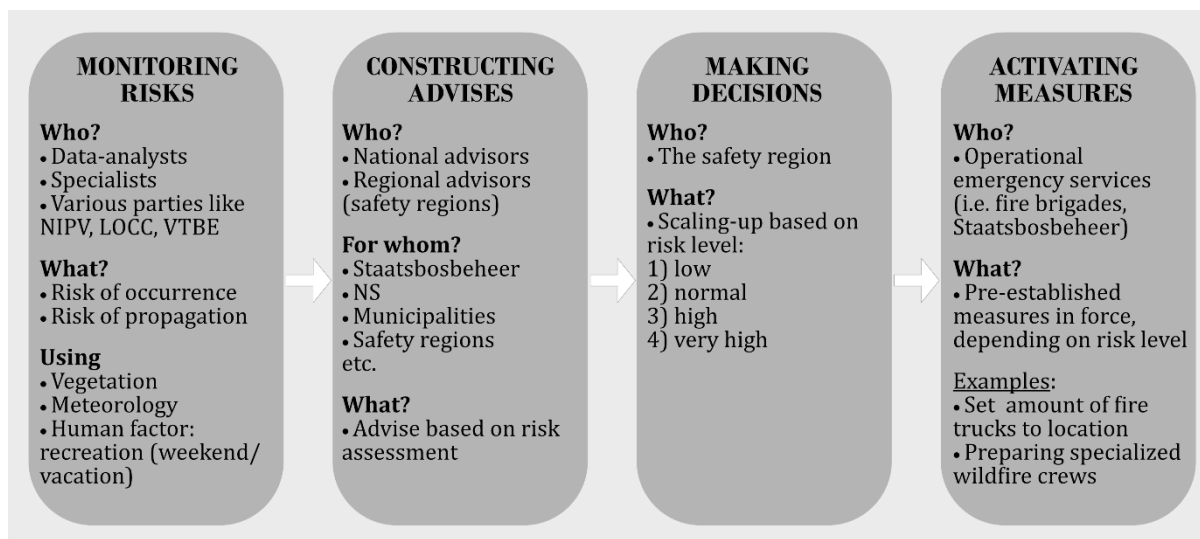 MONITORING
RISKS
Who?
• Data-analysts
• Specialists
• Various parties like
NIPV, LOCC, VTBE
What?
• Risk of occurrence
• Risk of propagation
Using
• Vegetation
• Meteorology
• Human factor:
recreation (weekend/
vacation)
CONSTRUCTING
ADVISES
Who?
• National advisors
• Regional advisors
(safety regions)
For whom?
• Staatsbosbeheer
• NS
• Municipalities
• Safety regions
etc.
What?
• Advise based on risk
assessment
MAKING
DECISIONS
Who?
• The safety region
What?
• Scaling-up based on
risk level:
1) low
2) normal
3) high
4) very high
ACTIVATING
MEASURES
Who?
• Operational
emergency services
(i.e. fire brigades,
Staatsbosbeheer)
What?
• Pre-established
measures in force,
depending on risk level
Examples:
• Set amount of fire
trucks to location
• Preparing specialized
wildfire crews